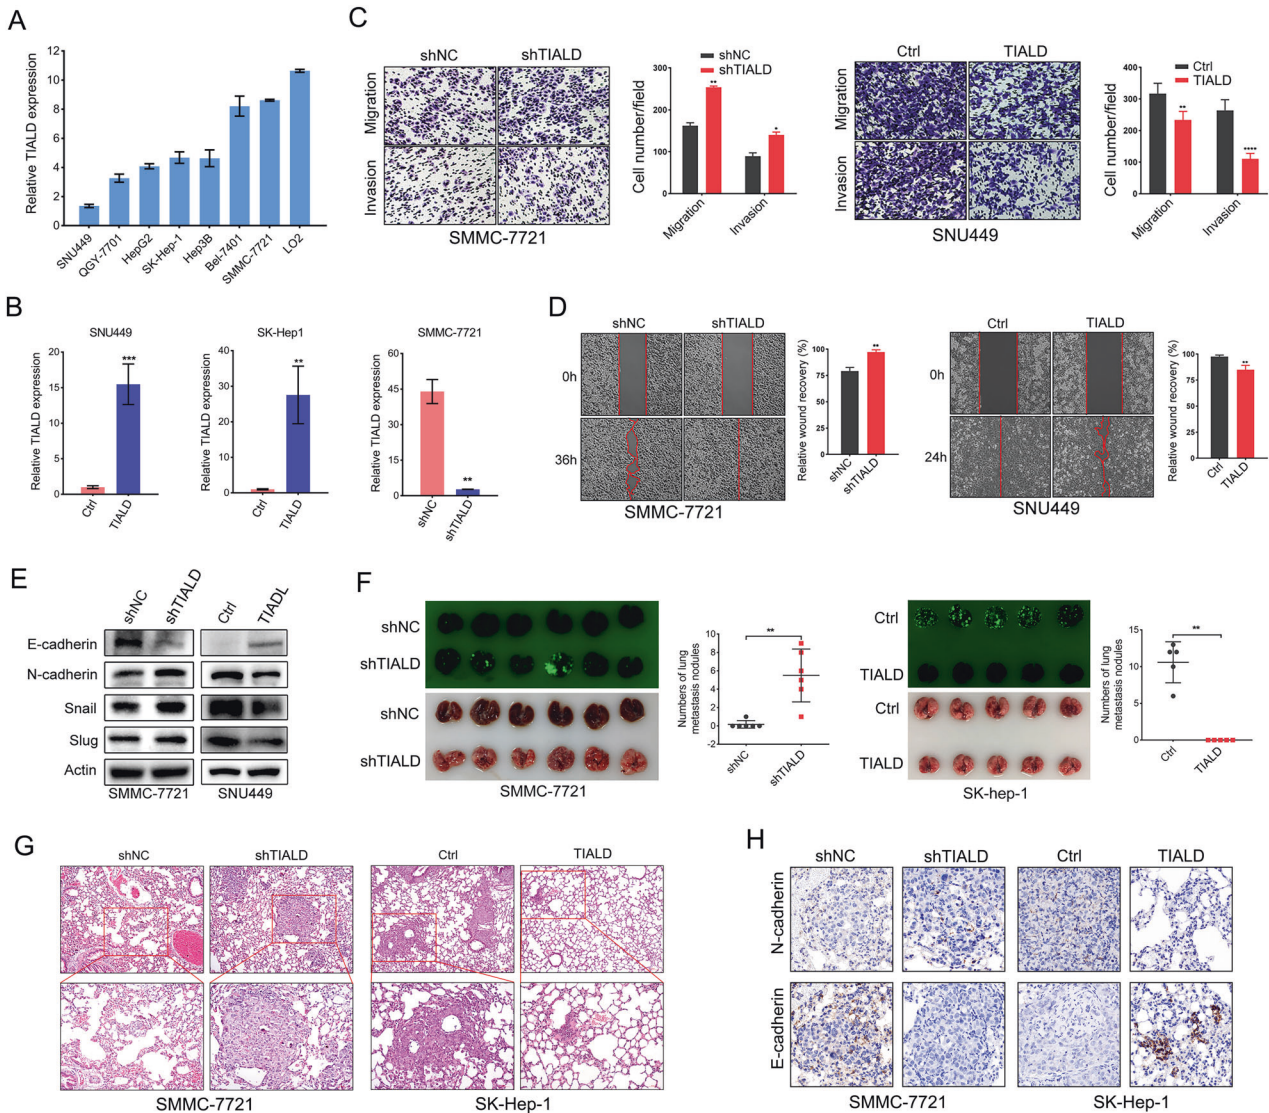 A
Relative TIALD expression
12
10
8
6
4
2
0
SNU449
QGY-7701
HepG2
SK-Hep-1
Hep3B
Bel-7401
SMMC-7721
LO2
B
SNU449
Relative TIALD expression
20
15
10
5
0
***
Ctrl
TIALD
SK-Hep1
Relative TIALD expression
40
30
20
10
0
**
Ctrl
TIALD
SMMC-7721
Relative TIALD expression
60
45
30
15
0
**
shNC
shTIALD
C
shNC
shTIALD
Migration
Invasion
SMMC-7721
shNC
shTIALD
Cell number/field
300
200
100
0
**
*
Migration
Invasion
Ctrl
TIALD
Migration
Invasion
SNU449
Ctrl
TIALD
Cell number/field
400
300
200
100
0
**
****
Migration
Invasion
D
shNC
shTIALD
0h
36h
SMMC-7721
Relative wound recovery (%)
100
75
50
25
0
**
shNC
shTIALD
Ctrl
TIALD
0h
24h
SNU449
Relative wound recovery (%)
100
75
50
25
0
**
Ctrl
TIALD
E
shNC
shTIALD
Ctrl
TIADL
E-cadherin
N-cadherin
Snail
Slug
Actin
SMMC-7721
SNU449
F
shNC
shTIALD
shNC
shTIALD
SMMC-7721
Numbers of lung
metastasis nodules
10
8
6
4
2
0
-2
**
shNC
shTIALD
Ctrl
TIALD
Ctrl
TIALD
SK-hep-1
Numbers of lung
metastasis nodules
15
10
5
0
**
Ctrl
TIALD
G
shNC
shTIALD
Ctrl
TIALD
SMMC-7721
SK-Hep-1
H
shNC
shTIALD
Ctrl
TIALD
N-cadherin
E-cadherin
SMMC-7721
SK-Hep-1